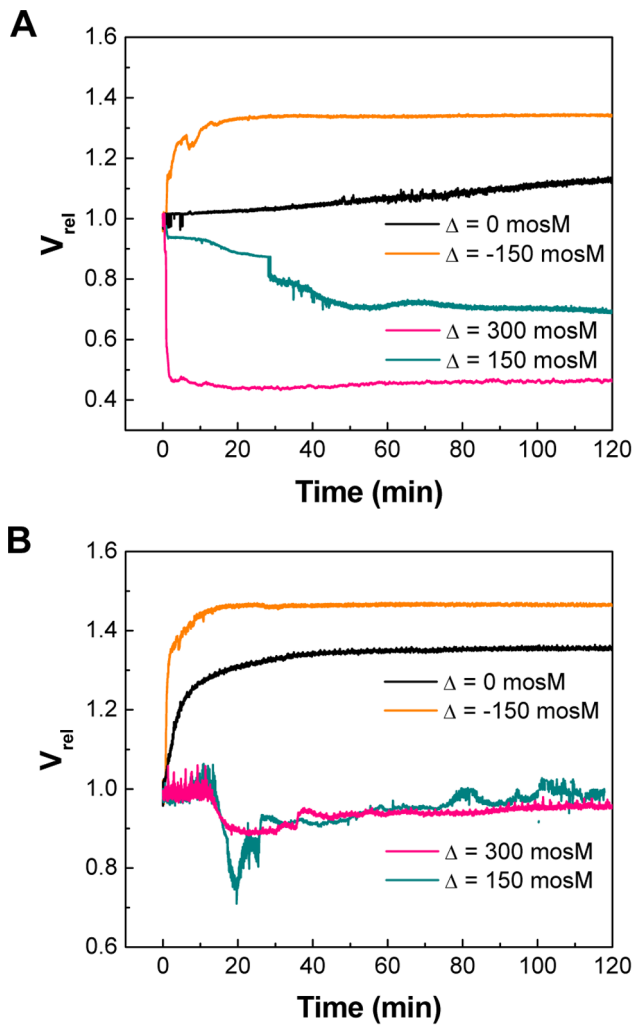 A
1.6
1.4
1.2
1.0
0.8
0.6
0.4
V rel
Δ = 0 mosM
Δ = -150 mosM
Δ = 300 mosM
Δ = 150 mosM
0 20 40 60 80 100 120
Time (min)
B
1.6
1.4
1.2
1.0
0.8
0.6
V rel
Δ = 0 mosM
Δ = -150 mosM
Δ = 300 mosM
Δ = 150 mosM
0 20 40 60 80 100 120
Time (min)